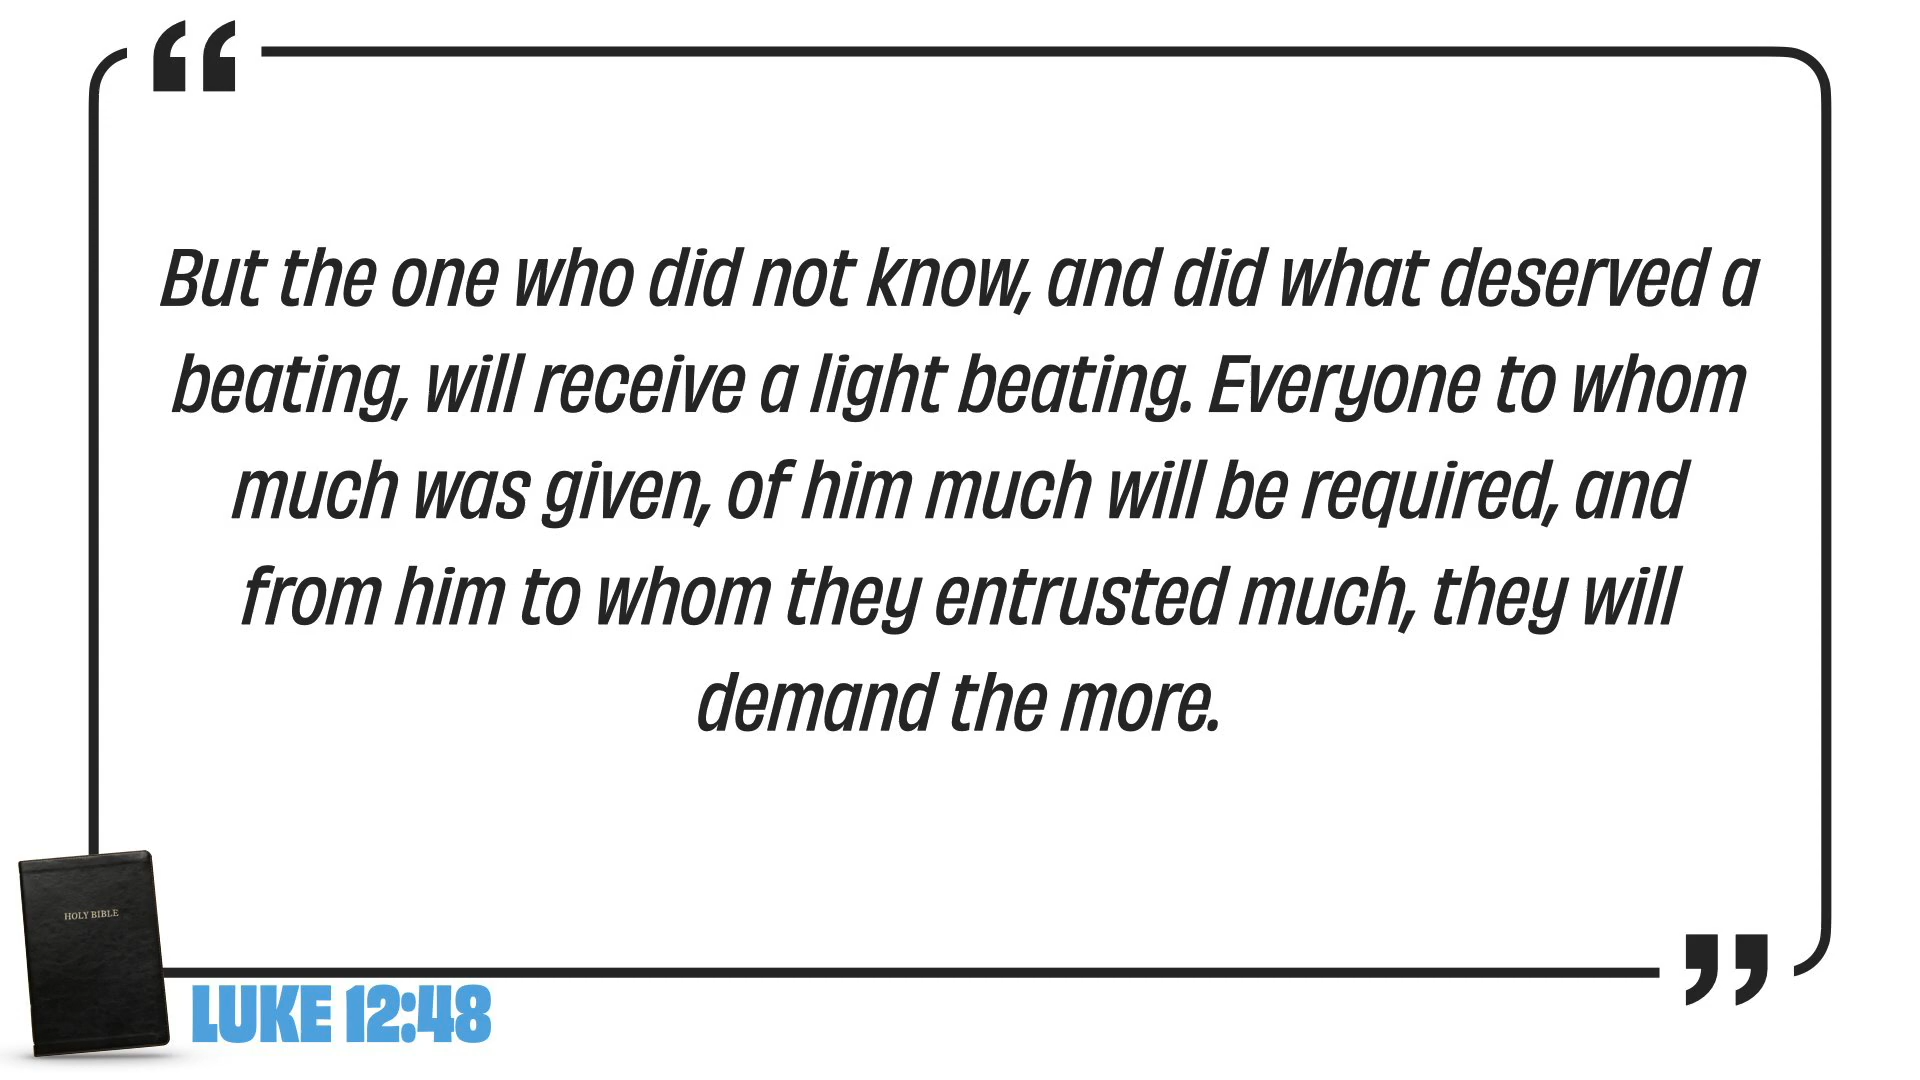 “
But the one who did not know, and did what deserved a
beating, will receive a light beating. Everyone to whom
much was given, of him much will be required, and
from him to whom they entrusted much, they will
demand the more.
”
HOLY BIBLE
LUKE 12:48